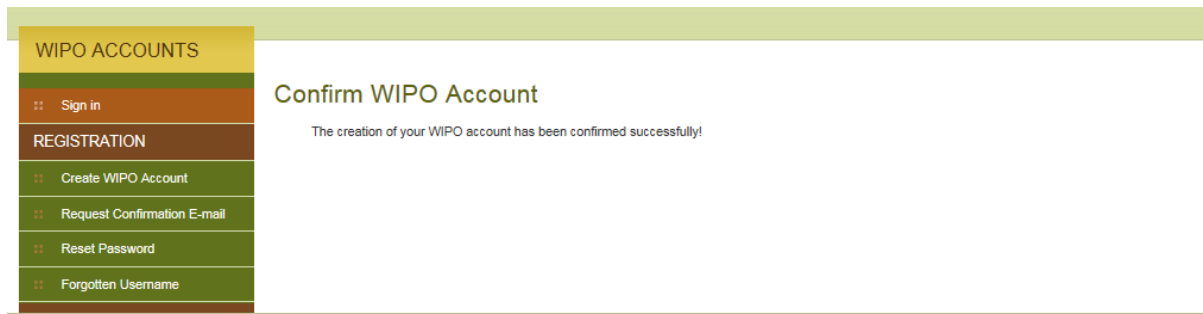 WIPO ACCOUNTS
Sign in
REGISTRATION
Create WIPO Account
Request Confirmation E-mail
Reset Password
Forgotten Username
Confirm WIPO Account
The creation of your WIPO account has been confirmed successfully!